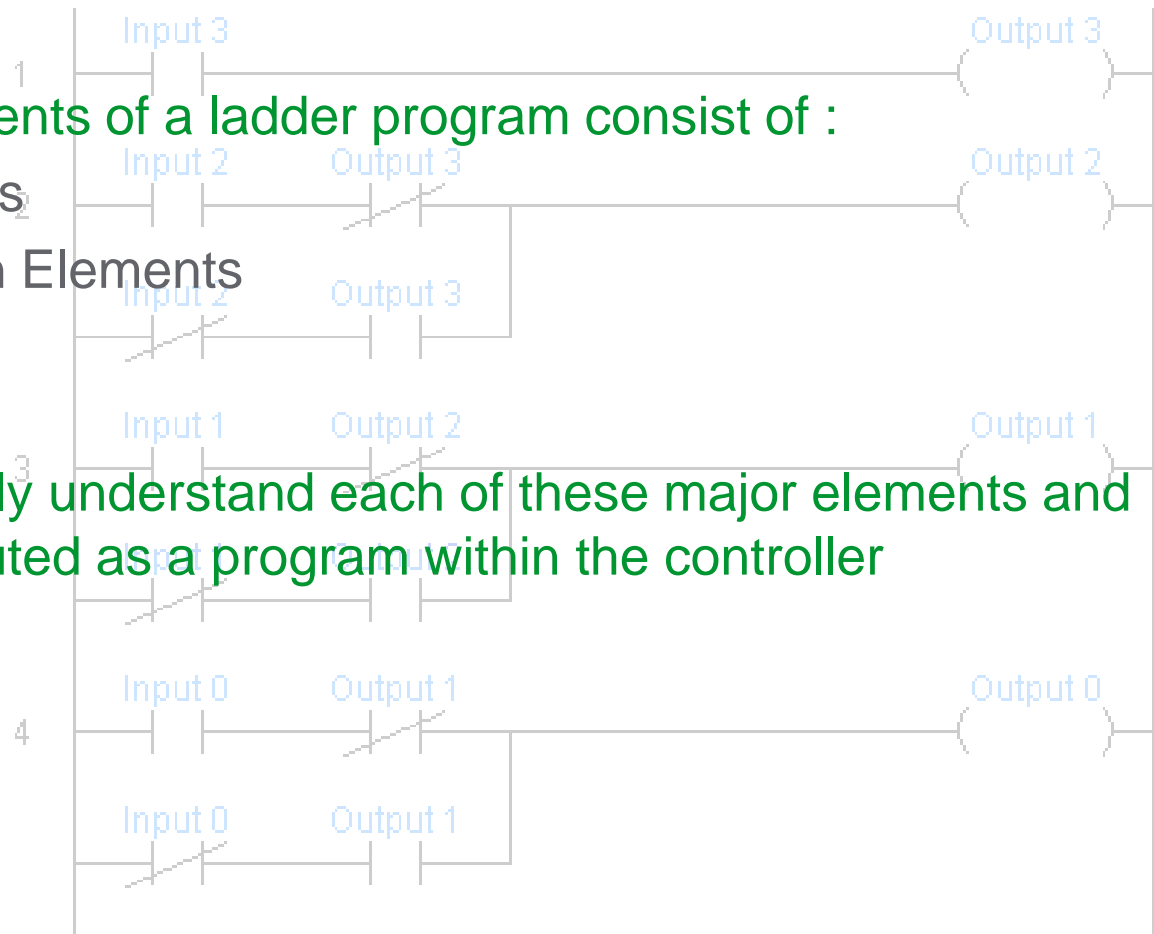 Input 3 Output 3
1
ents of a ladder program consist of :
Input 2 Output 3 Output 2
s
2
n Elements
Input 2 Output 3
Input 1 Output 2 Output 1
3
ly understand each of these major elements and
uted as a program within the controller
Input 0 Output 1 Output 0
4
Input 0 Output 1